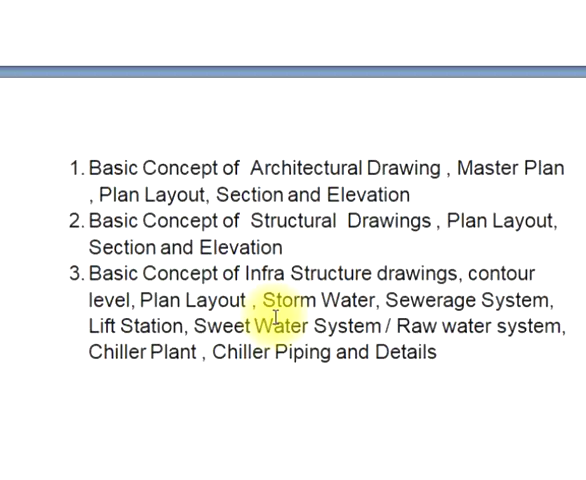 1. Basic Concept of Architectural Drawing , Master Plan
, Plan Layout, Section and Elevation
2. Basic Concept of Structural Drawings , Plan Layout,
Section and Elevation
3. Basic Concept of Infra Structure drawings, contour
level, Plan Layout , Storm Water, Sewerage System,
Lift Station, Sweet Water System / Raw water system,
Chiller Plant , Chiller Piping and Details